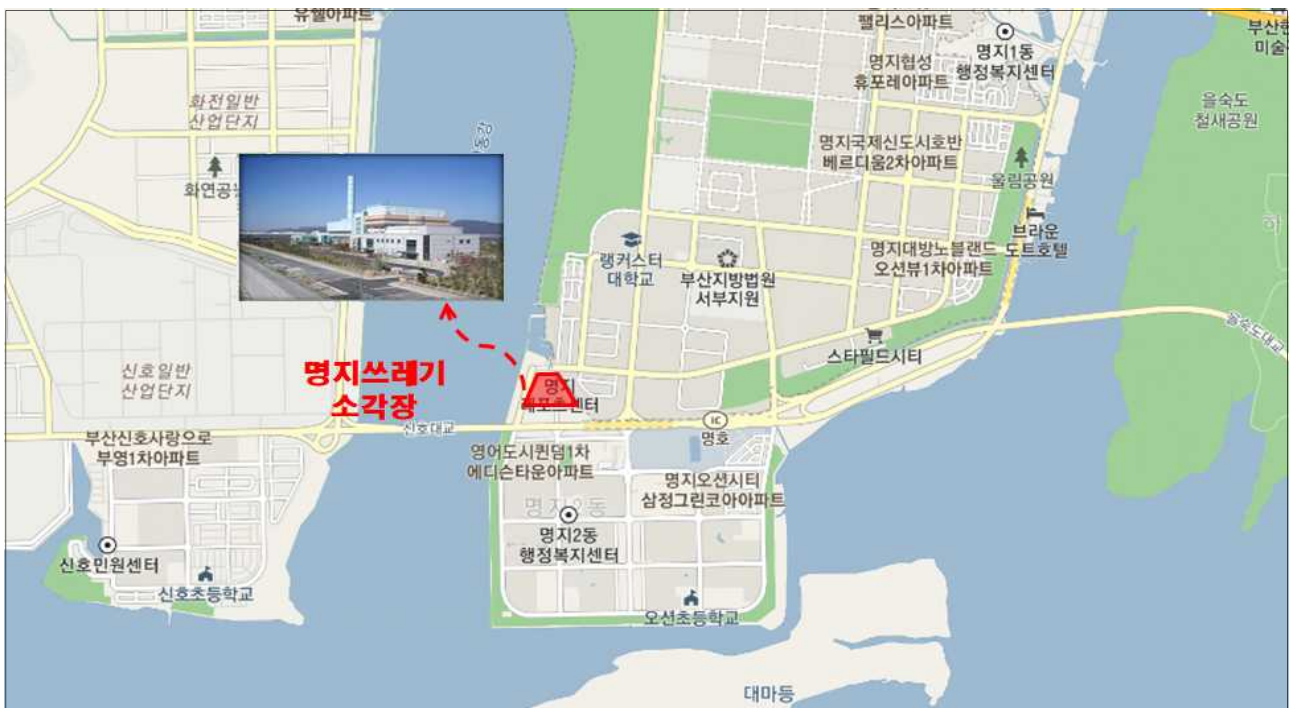 유쉘아파트
팰리스아파트
명지1동
행정복지센터
미술
명지협성
휴포레아파트
화전일반
산업단지
을숙도
철새공원
명지국제신도시호반
베르디움2차아파트
울림공원
화연공
브라운
도트호텔
랭커스터
대학교
부산지방법원
서부지원
명지대방노블랜드
오션뷰1차아파트
하
을숙도대교
스타필드시티
신호일반
산업단지
명지쓰레기
소각장
명지
레포츠센터
신호대교
IC
명호
부산신호사랑으로
부영1차아파트
영어도시퀸덤1차
에디슨타운아파트
명지오션시티
삼정그린코아아파트
명지2동
명지2동
행정복지센터
신호민원센터
신호초등학교
오션초등학교
대마등